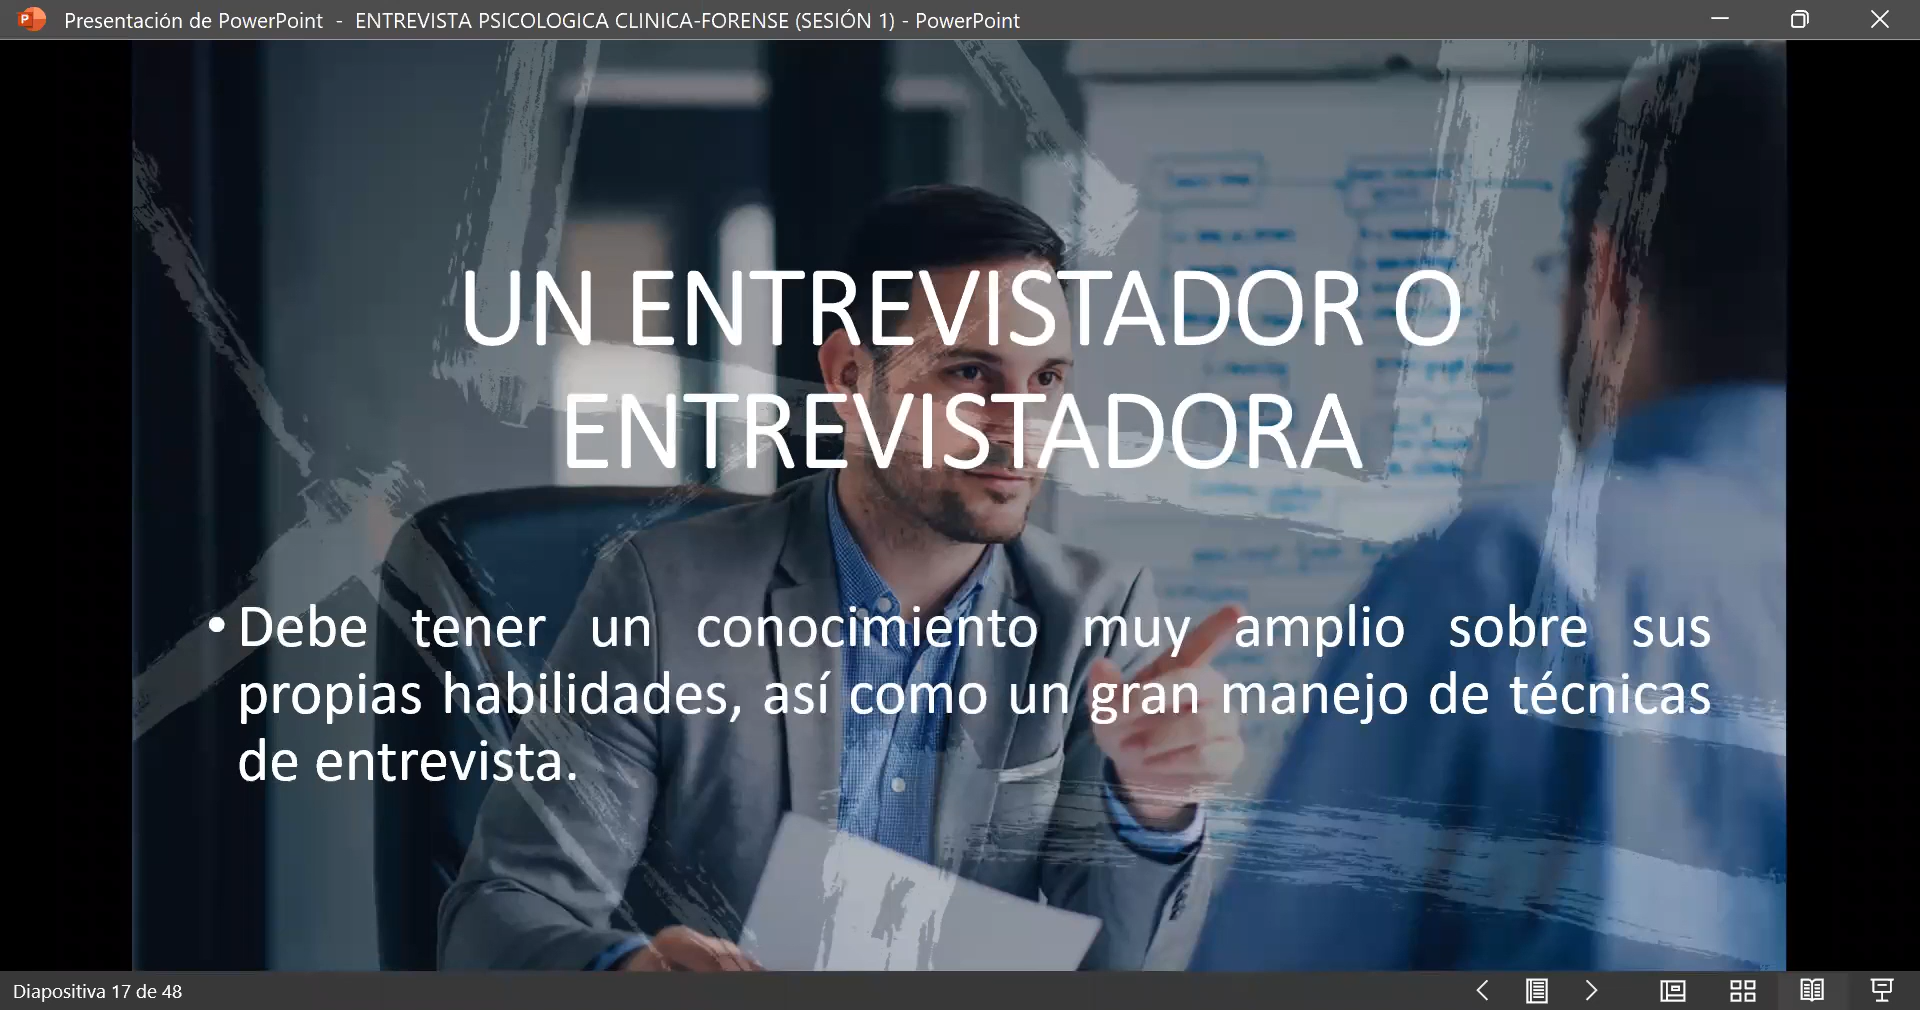 Presentación de PowerPoint - ENTREVISTA PSICOLOGICA CLINICA-FORENSE (SESIÓN 1) - PowerPoint
UN ENTREVISTADOR O
ENTREVISTADORA
• Debe tener un conocimiento muy amplio sobre sus
propias habilidades, así como un gran manejo de técnicas
de entrevista.
Diapositiva 17 de 48